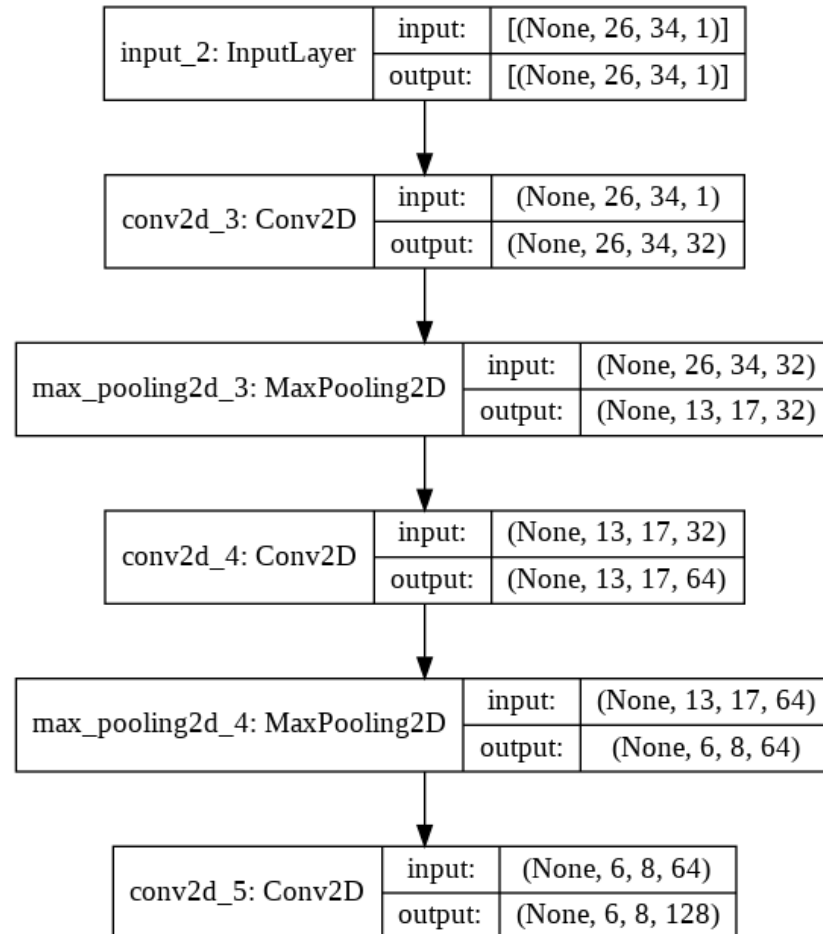 input_2: InputLayer
input: [(None, 26, 34, 1)]
output: [(None, 26, 34, 1)]
conv2d_3: Conv2D
input: (None, 26, 34, 1)
output: (None, 26, 34, 32)
max_pooling2d_3: MaxPooling2D
input: (None, 26, 34, 32)
output: (None, 13, 17, 32)
conv2d_4: Conv2D
input: (None, 13, 17, 32)
output: (None, 13, 17, 64)
max_pooling2d_4: MaxPooling2D
input: (None, 13, 17, 64)
output: (None, 6, 8, 64)
conv2d_5: Conv2D
input: (None, 6, 8, 64)
output: (None, 6, 8, 128)